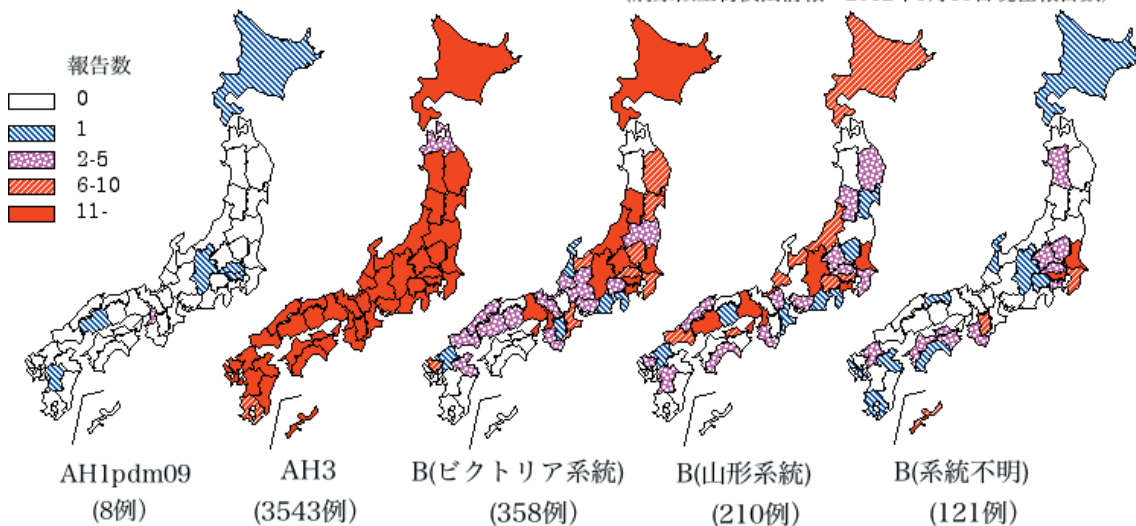 報告数
0
1
2-5
6-10
11-
AH1pdm09
(8例)
AH3
(3543例)
B(ビクトリア系統)
(358例)
B(山形系統)
(210例)
B(系統不明)
(121例)